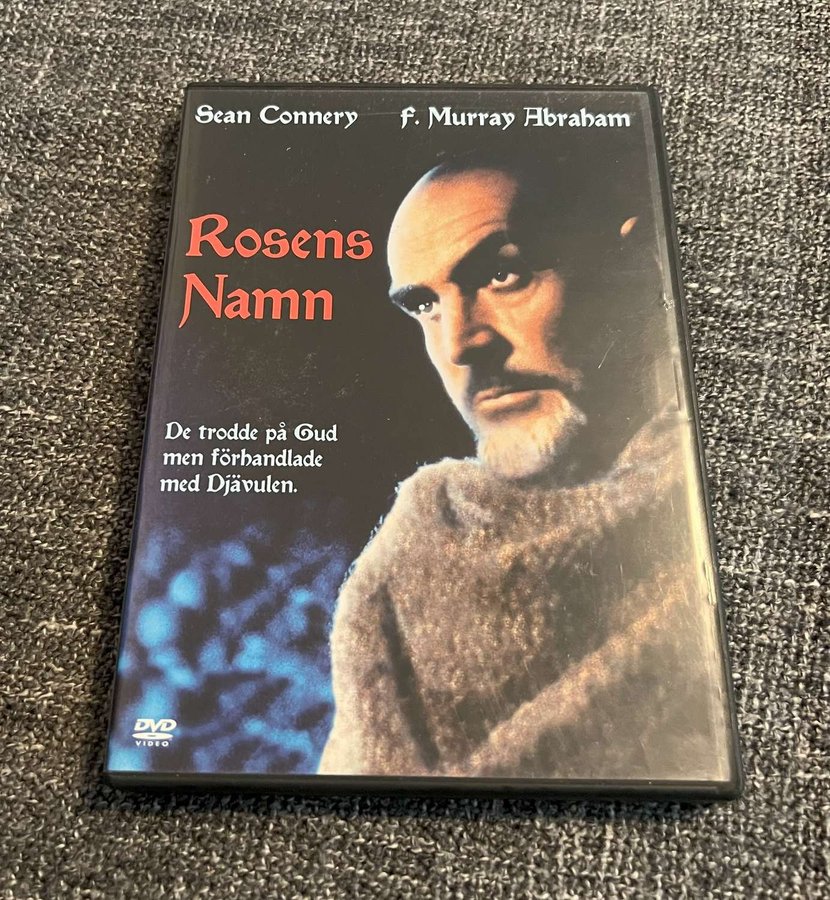 Sean Connery F. Murray Abraham
Rosens
Namn
De trodde på Gud
men förhandlade
med Djävulen.
DVD
VIDEO